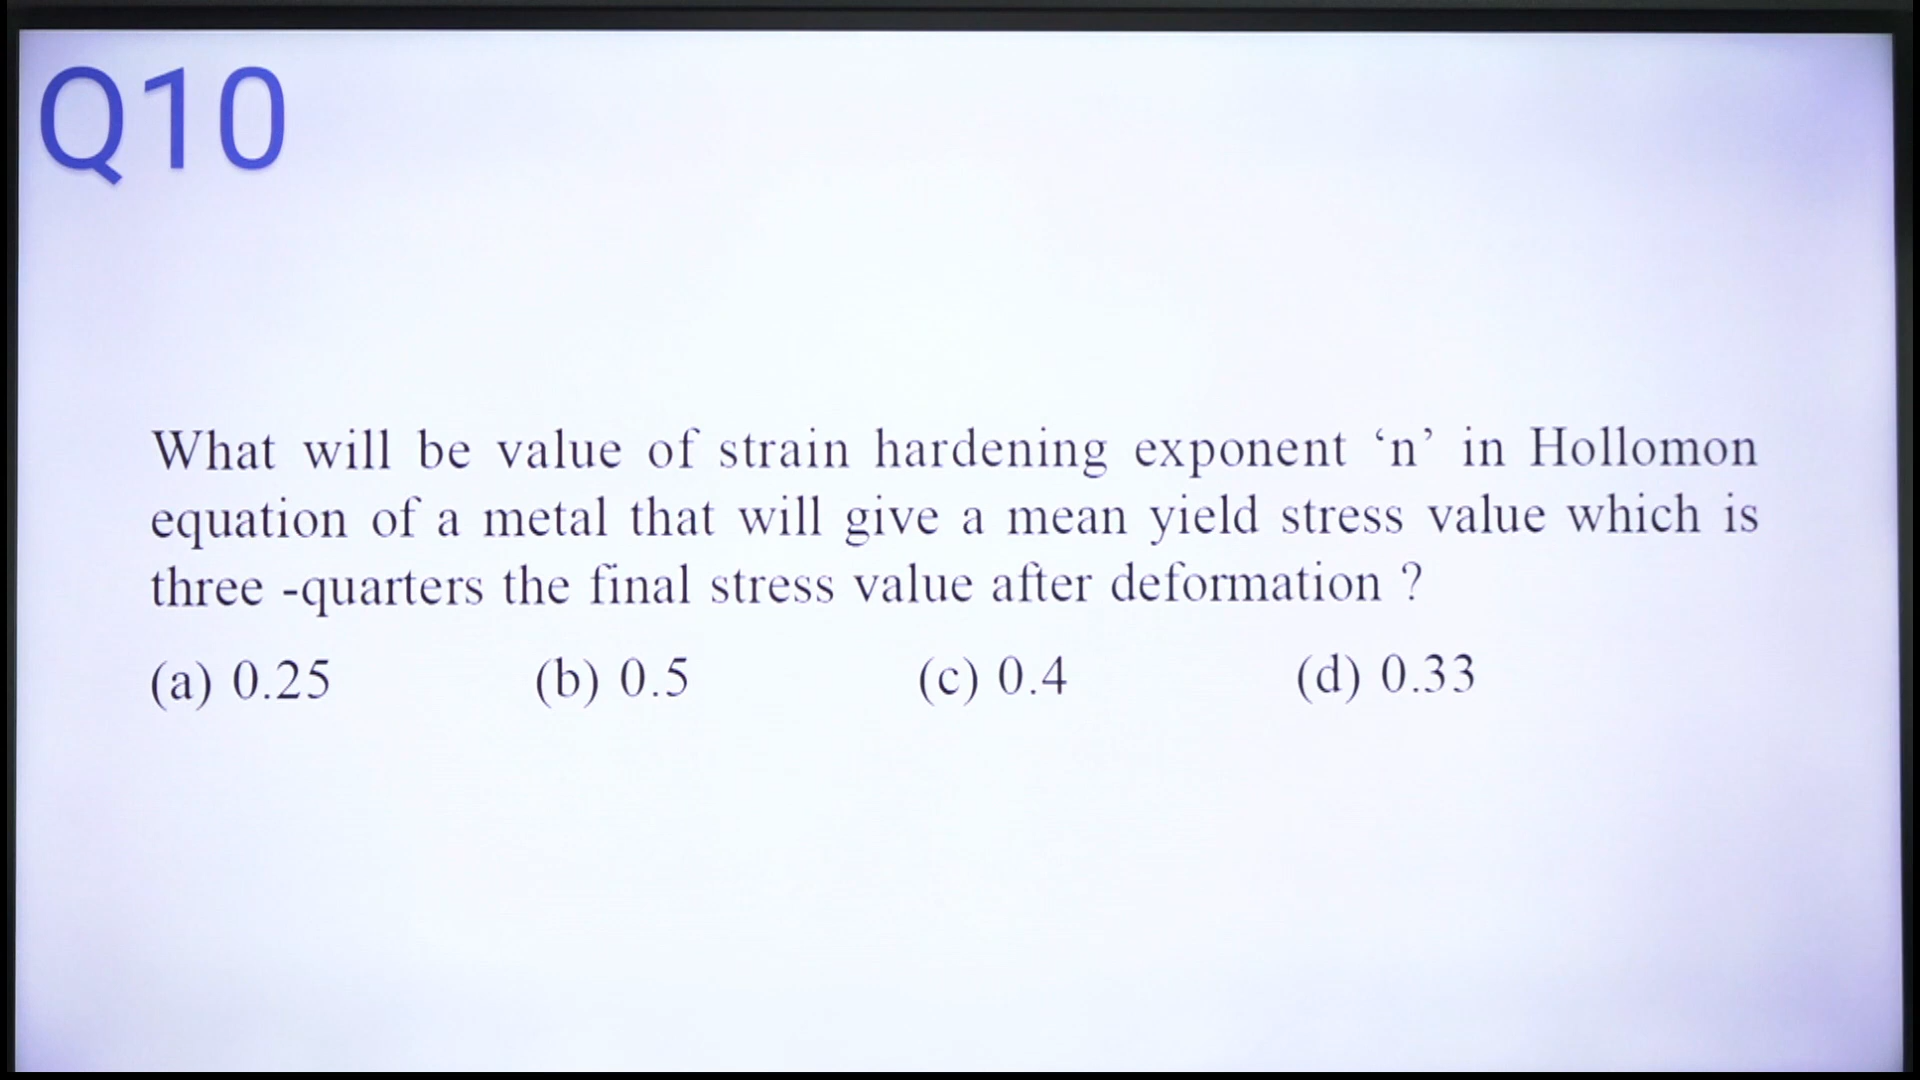 Q10
What will be value of strain hardening exponent ‘n’ in Hollomon
equation of a metal that will give a mean yield stress value which is
three -quarters the final stress value after deformation ?
(a) 0.25 (b) 0.5 (c) 0.4 (d) 0.33